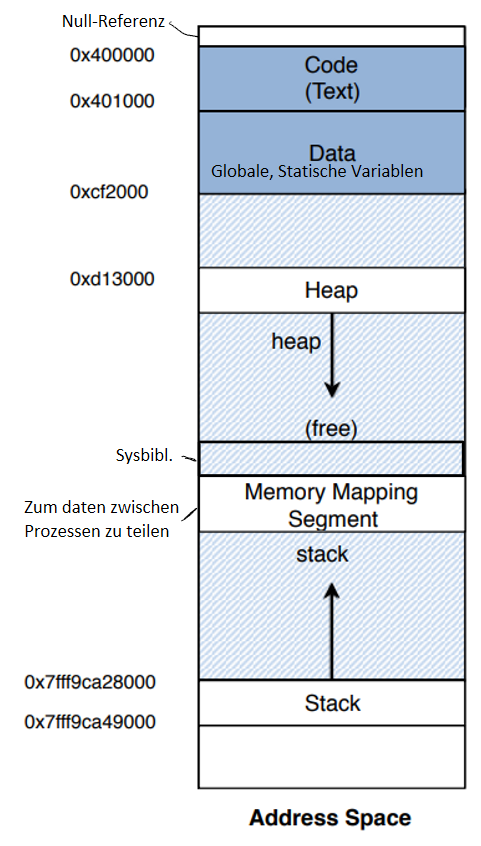 Null-Referenz
0x400000
Code
(Text)
0x401000
Data
Globale, Statische Variablen
0xcf2000
0xd13000
Heap
heap
(free)
Sysbibl.
Memory Mapping
Segment
Zum daten zwischen
Prozessen zu teilen
stack
0x7fff9ca28000
Stack
0x7fff9ca49000
Address Space